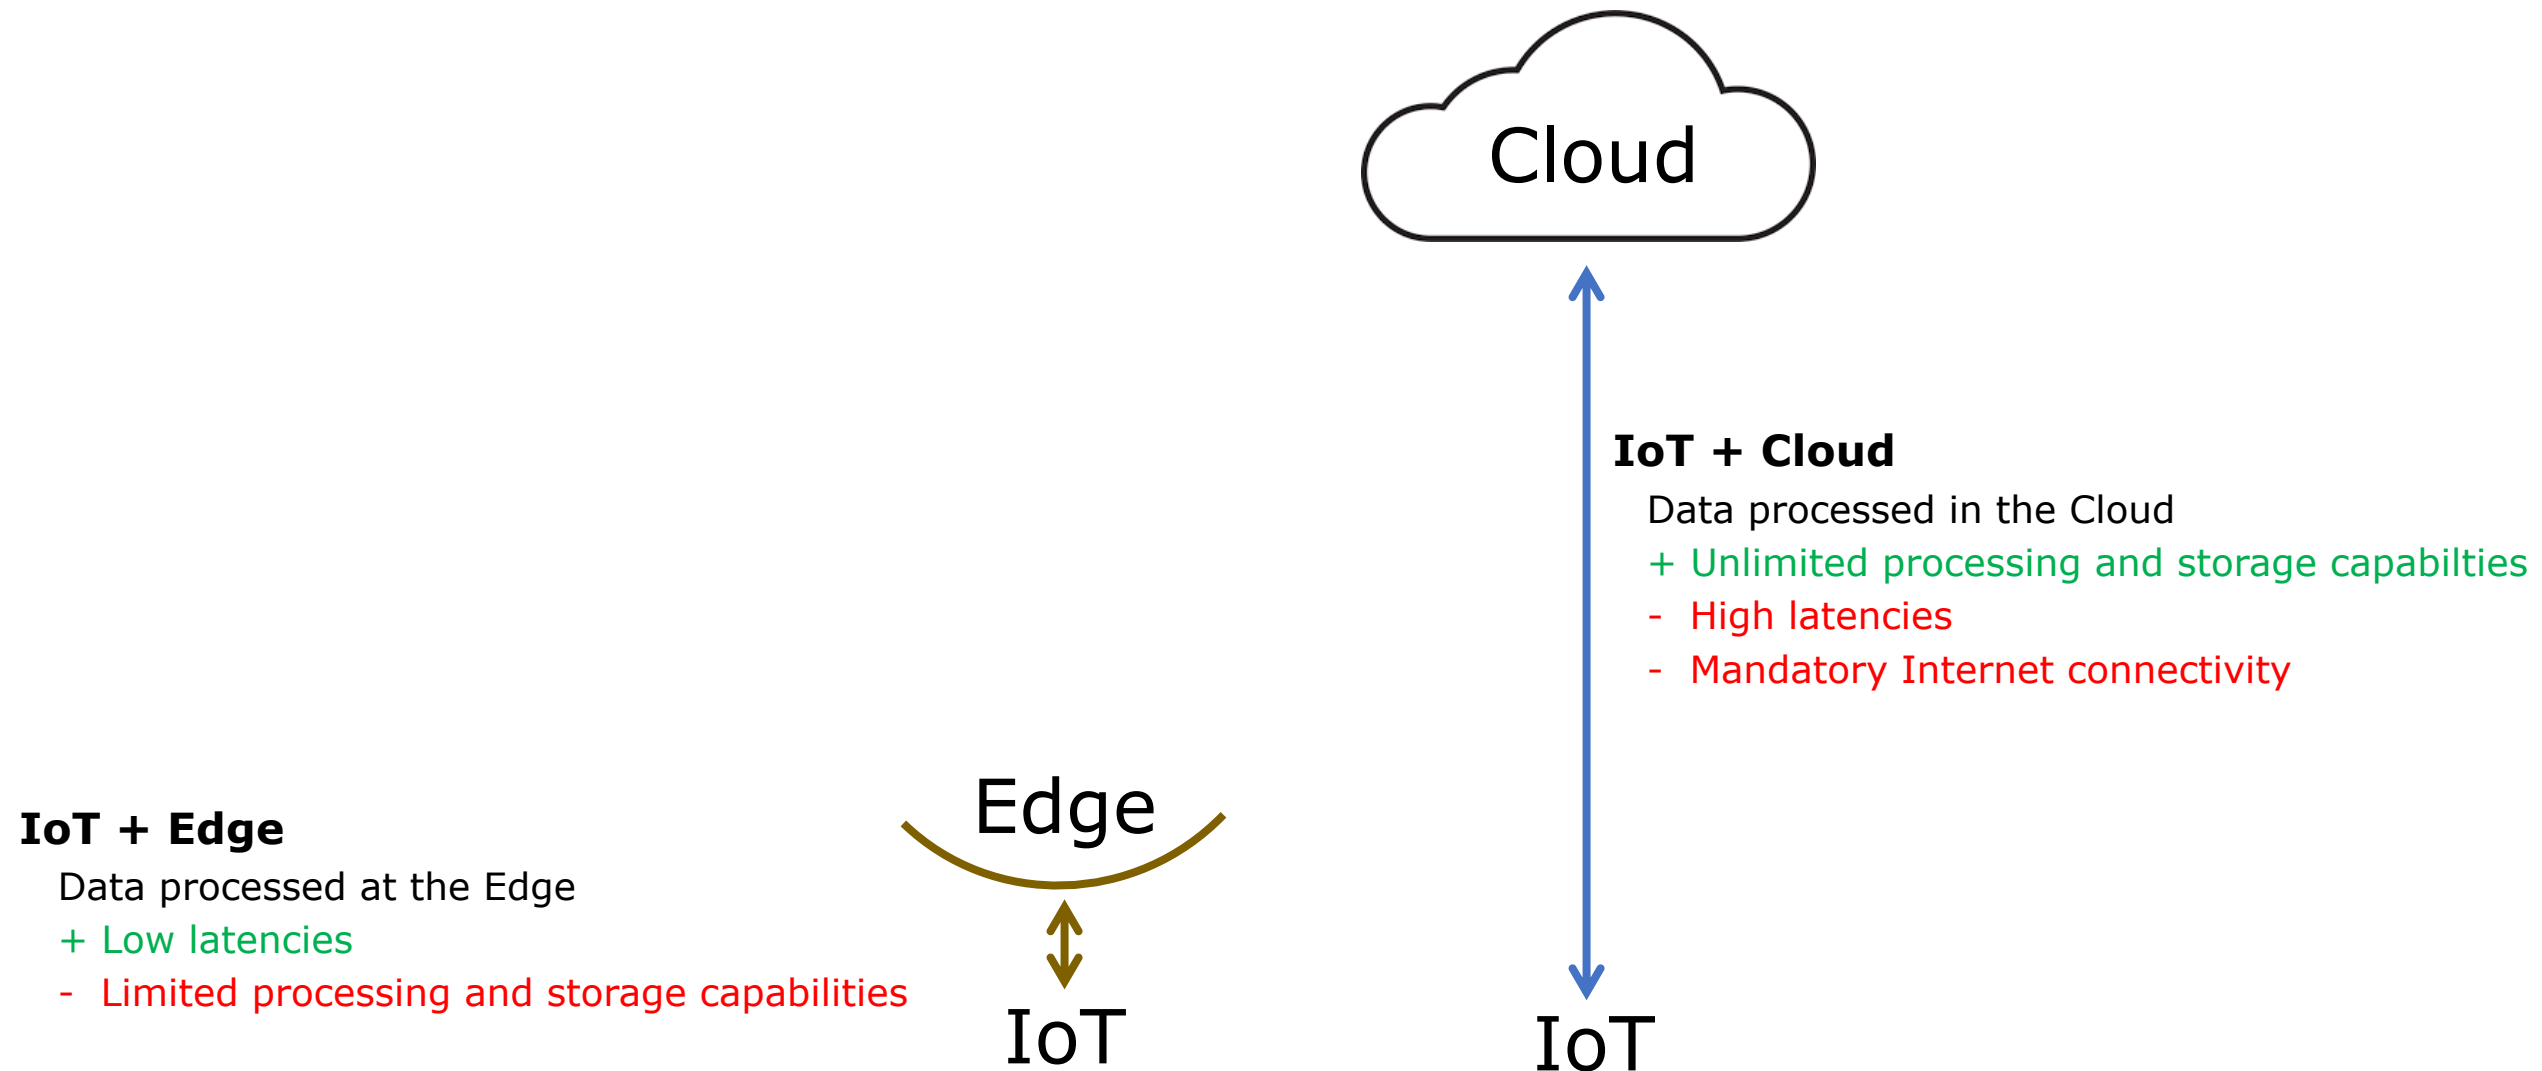 Cloud
IoT + Cloud
Data processed in the Cloud
+ Unlimited processing and storage capabilties
- High latencies
- Mandatory Internet connectivity
Edge
IoT + Edge
Data processed at the Edge
+ Low latencies
- Limited processing and storage capabilities
IoT
IoT